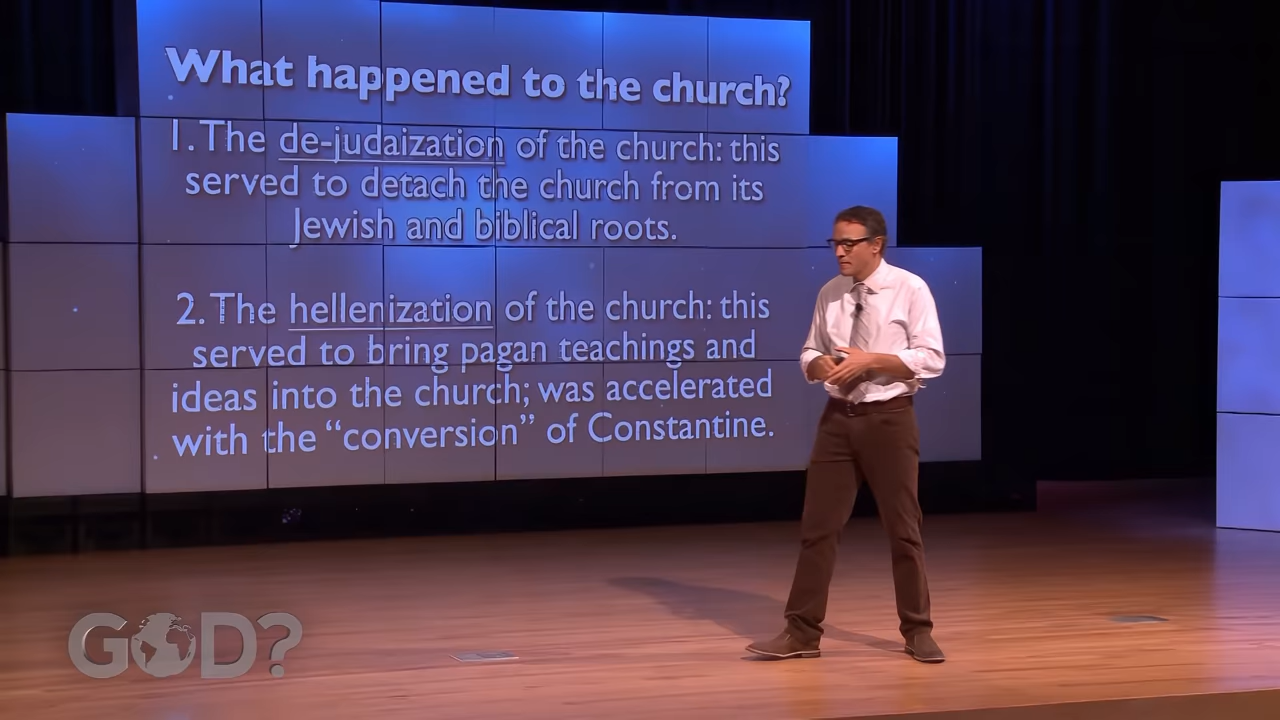 What happened to the church?
1. The de-judaization of the church: this
served to detach the church from its
Jewish and biblical roots.
2. The hellenization of the church: this
served to bring pagan teachings and
ideas into the church; was accelerated
with the “conversion” of Constantine.
GOD?